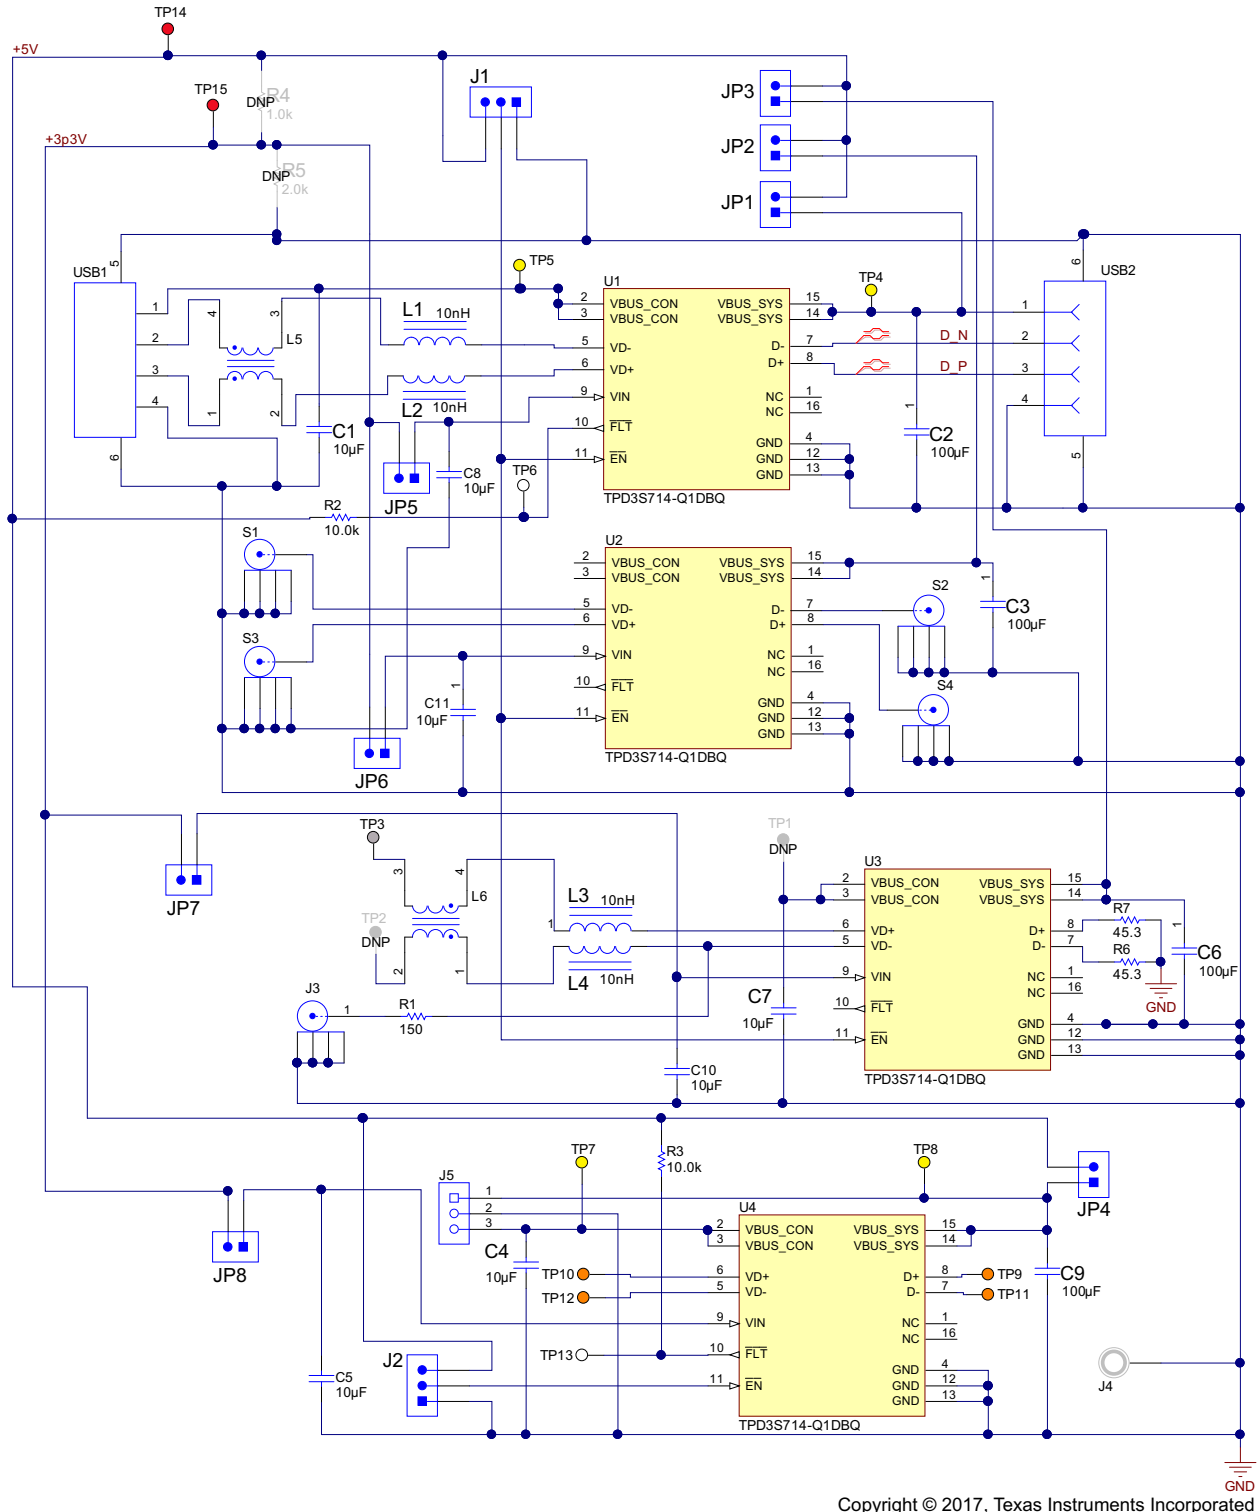 TP14
+5V
J1
JP3
TP15
DNP R4
1.0k
+3p3V
JP2
DNP R5
2.0k
JP1
5
6
USB1
USB2
TP5
U1
TP4
1
2
3
4
4
3
L5
1
2
L1 10nH
L2 10nH
2 VBUS_CON
3 VBUS_CON
5 VD-
6 VD+
9 VIN
10 FLT
11 EN
VBUS_SYS 15
VBUS_SYS 14
D- 7
D+ 8
NC 1
NC 16
GND 4
GND 12
GND 13
D_N
D_P
1
2
3
4
1
C2
100µF
C1
10µF
6
5
JP5
C8
10µF
TP6
TPD3S714-Q1DBQ
R2
10.0k
S1
U2
2 VBUS_CON
3 VBUS_CON
5 VD-
6 VD+
9 VIN
10 FLT
11 EN
VBUS_SYS 15
VBUS_SYS 14
D- 7
D+ 8
NC 1
NC 16
GND 4
GND 12
GND 13
TPD3S714-Q1DBQ
S2
1
C3
100µF
S3
S4
1
C11
10µF
JP6
TP3
TP1
DNP
JP7
3
4
L6
2
1
TP2
DNP
L3 10nH
1
L4 10nH
U3
2 VBUS_CON
3 VBUS_CON
6 VD+
5 VD-
9 VIN
10 FLT
11 EN
VBUS_SYS 15
VBUS_SYS 14
D+ 8
D- 7
NC 1
NC 16
GND 4
GND 12
GND 13
TPD3S714-Q1DBQ
R7
45.3
R6
45.3
GND
1
C6
100µF
J3
1
R1
150
C7
10µF
C10
10µF
R3
10.0k
TP7
TP8
J5
1
2
3
JP4
U4
2 VBUS_CON
3 VBUS_CON
6 VD+
5 VD-
9 VIN
10 FLT
11 EN
VBUS_SYS 15
VBUS_SYS 14
D+ 8
D- 7
NC 1
NC 16
GND 4
GND 12
GND 13
TPD3S714-Q1DBQ
C4
10µF
TP10
TP12
TP9
TP11
C9
100µF
JP8
TP13
J2
C5
10µF
J4
GND
Copyright © 2017, Texas Instruments Incorporated